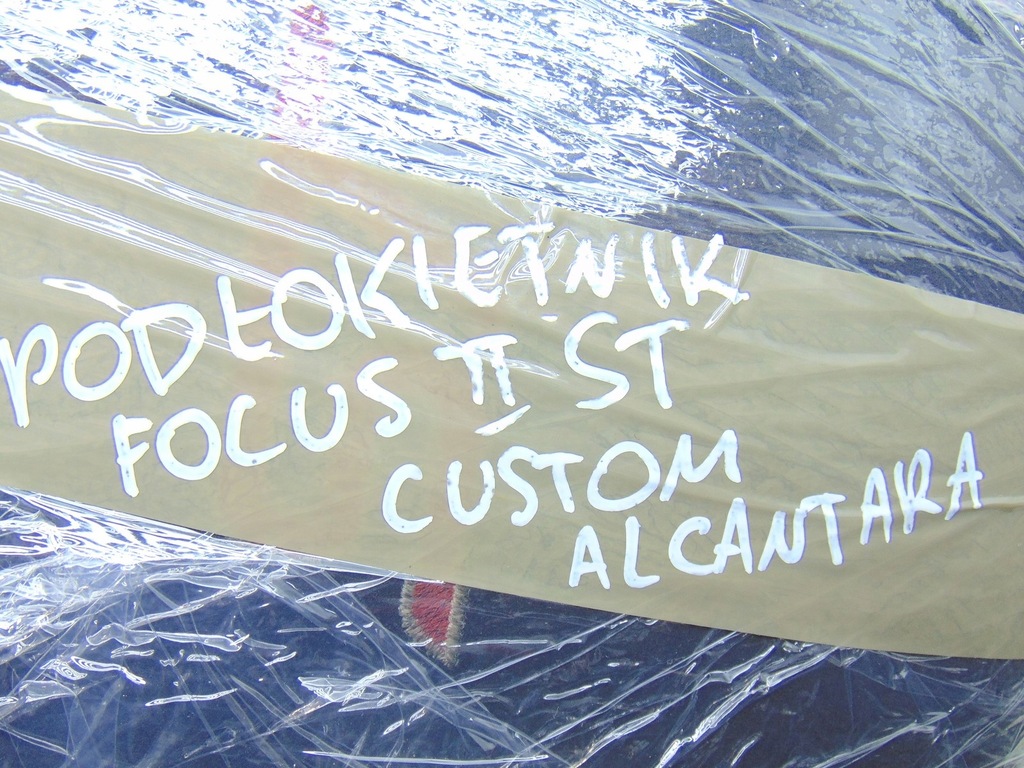 PODŁOKIETNIK
FOCUS II ST
CUSTOM
ALCANTARA